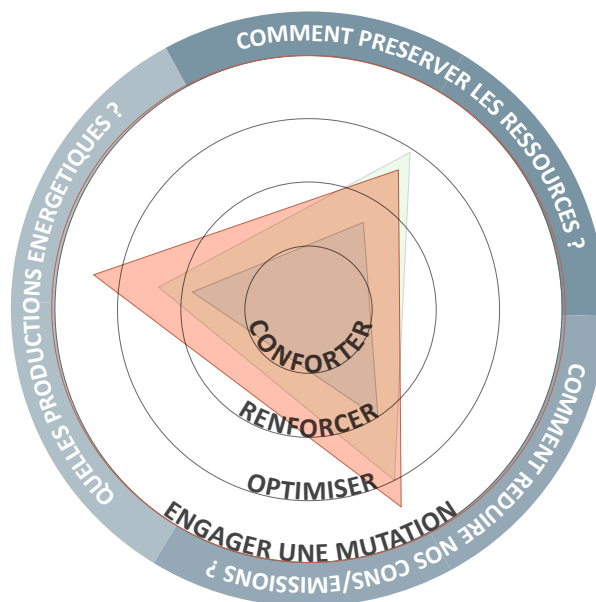 COMMENT PRESERVER LES RESSOURCES ?
COMMENT REDUIRE NOS CONS/EMISSIONS ?
QUELLES PRODUCTIONS ENERGETIQUES ?
CONFORTER
RENFORCER
OPTIMISER
ENGAGER UNE MUTATION